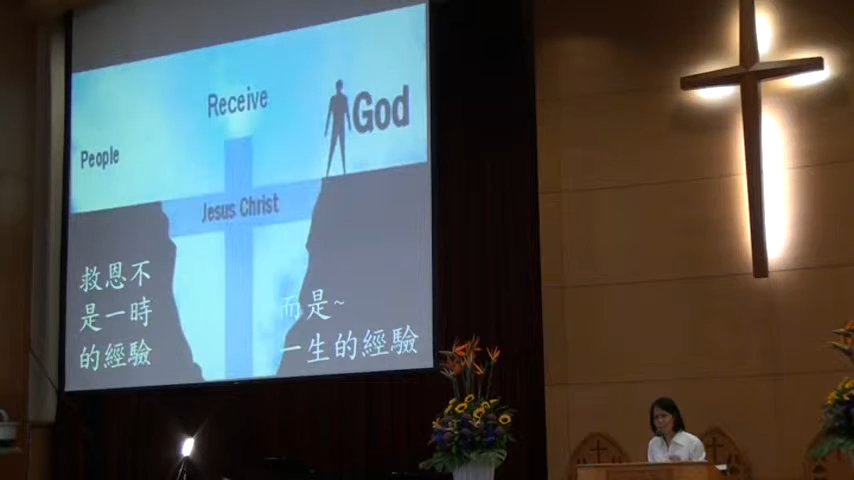 Receive
God
People
Jesus Christ
救恩不
是一時
的經驗
而是~
一生的經驗